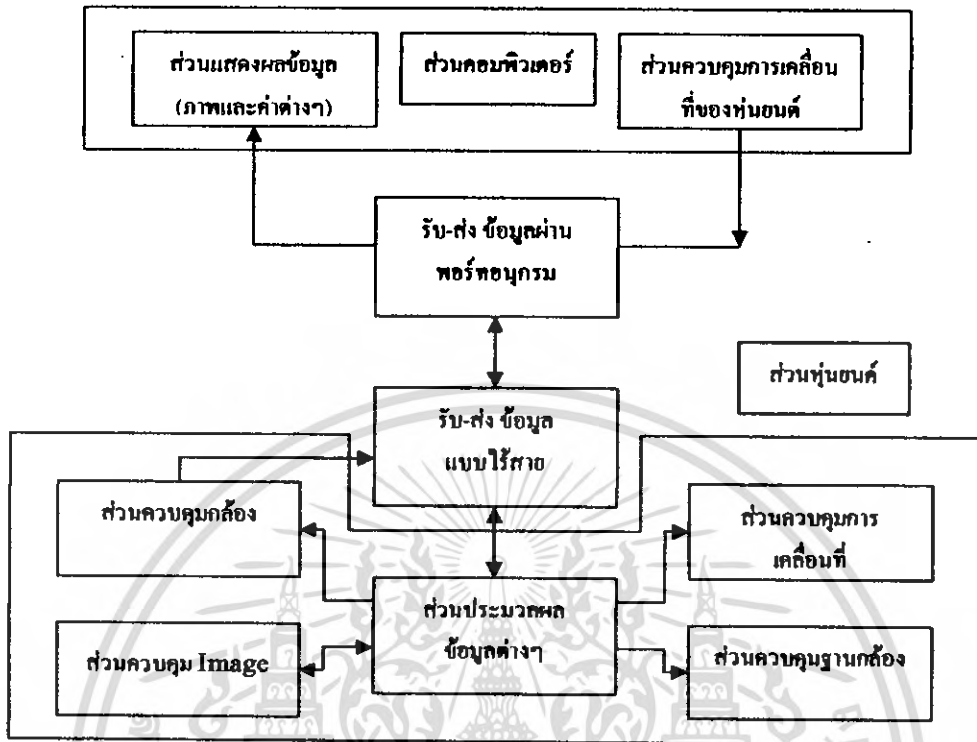 ส่วนแสดงผลข้อมูล
(ภาพและค่าต่างๆ)
ส่วนคอมพิวเตอร์
ส่วนควบคุมการเคลื่อน
ที่ของหุ่นยนต์
รับ-ส่ง ข้อมูลผ่าน
พอร์ทอนุกรม
ส่วนหุ่นยนต์
รับ-ส่ง ข้อมูล
แบบไร้สาย
ส่วนควบคุมกล้อง
ส่วนควบคุมการ
เคลื่อนที่
ส่วนประมวลผล
ข้อมูลต่างๆ
ส่วนควบคุม Image
ส่วนควบคุมฐานกล้อง